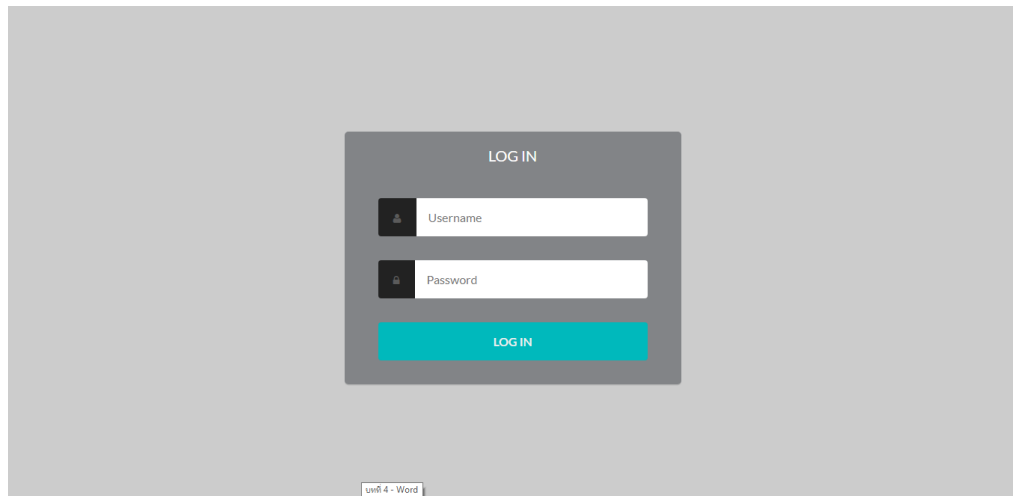 LOG IN
Username
Password
LOG IN
บทที่ 4 - Word